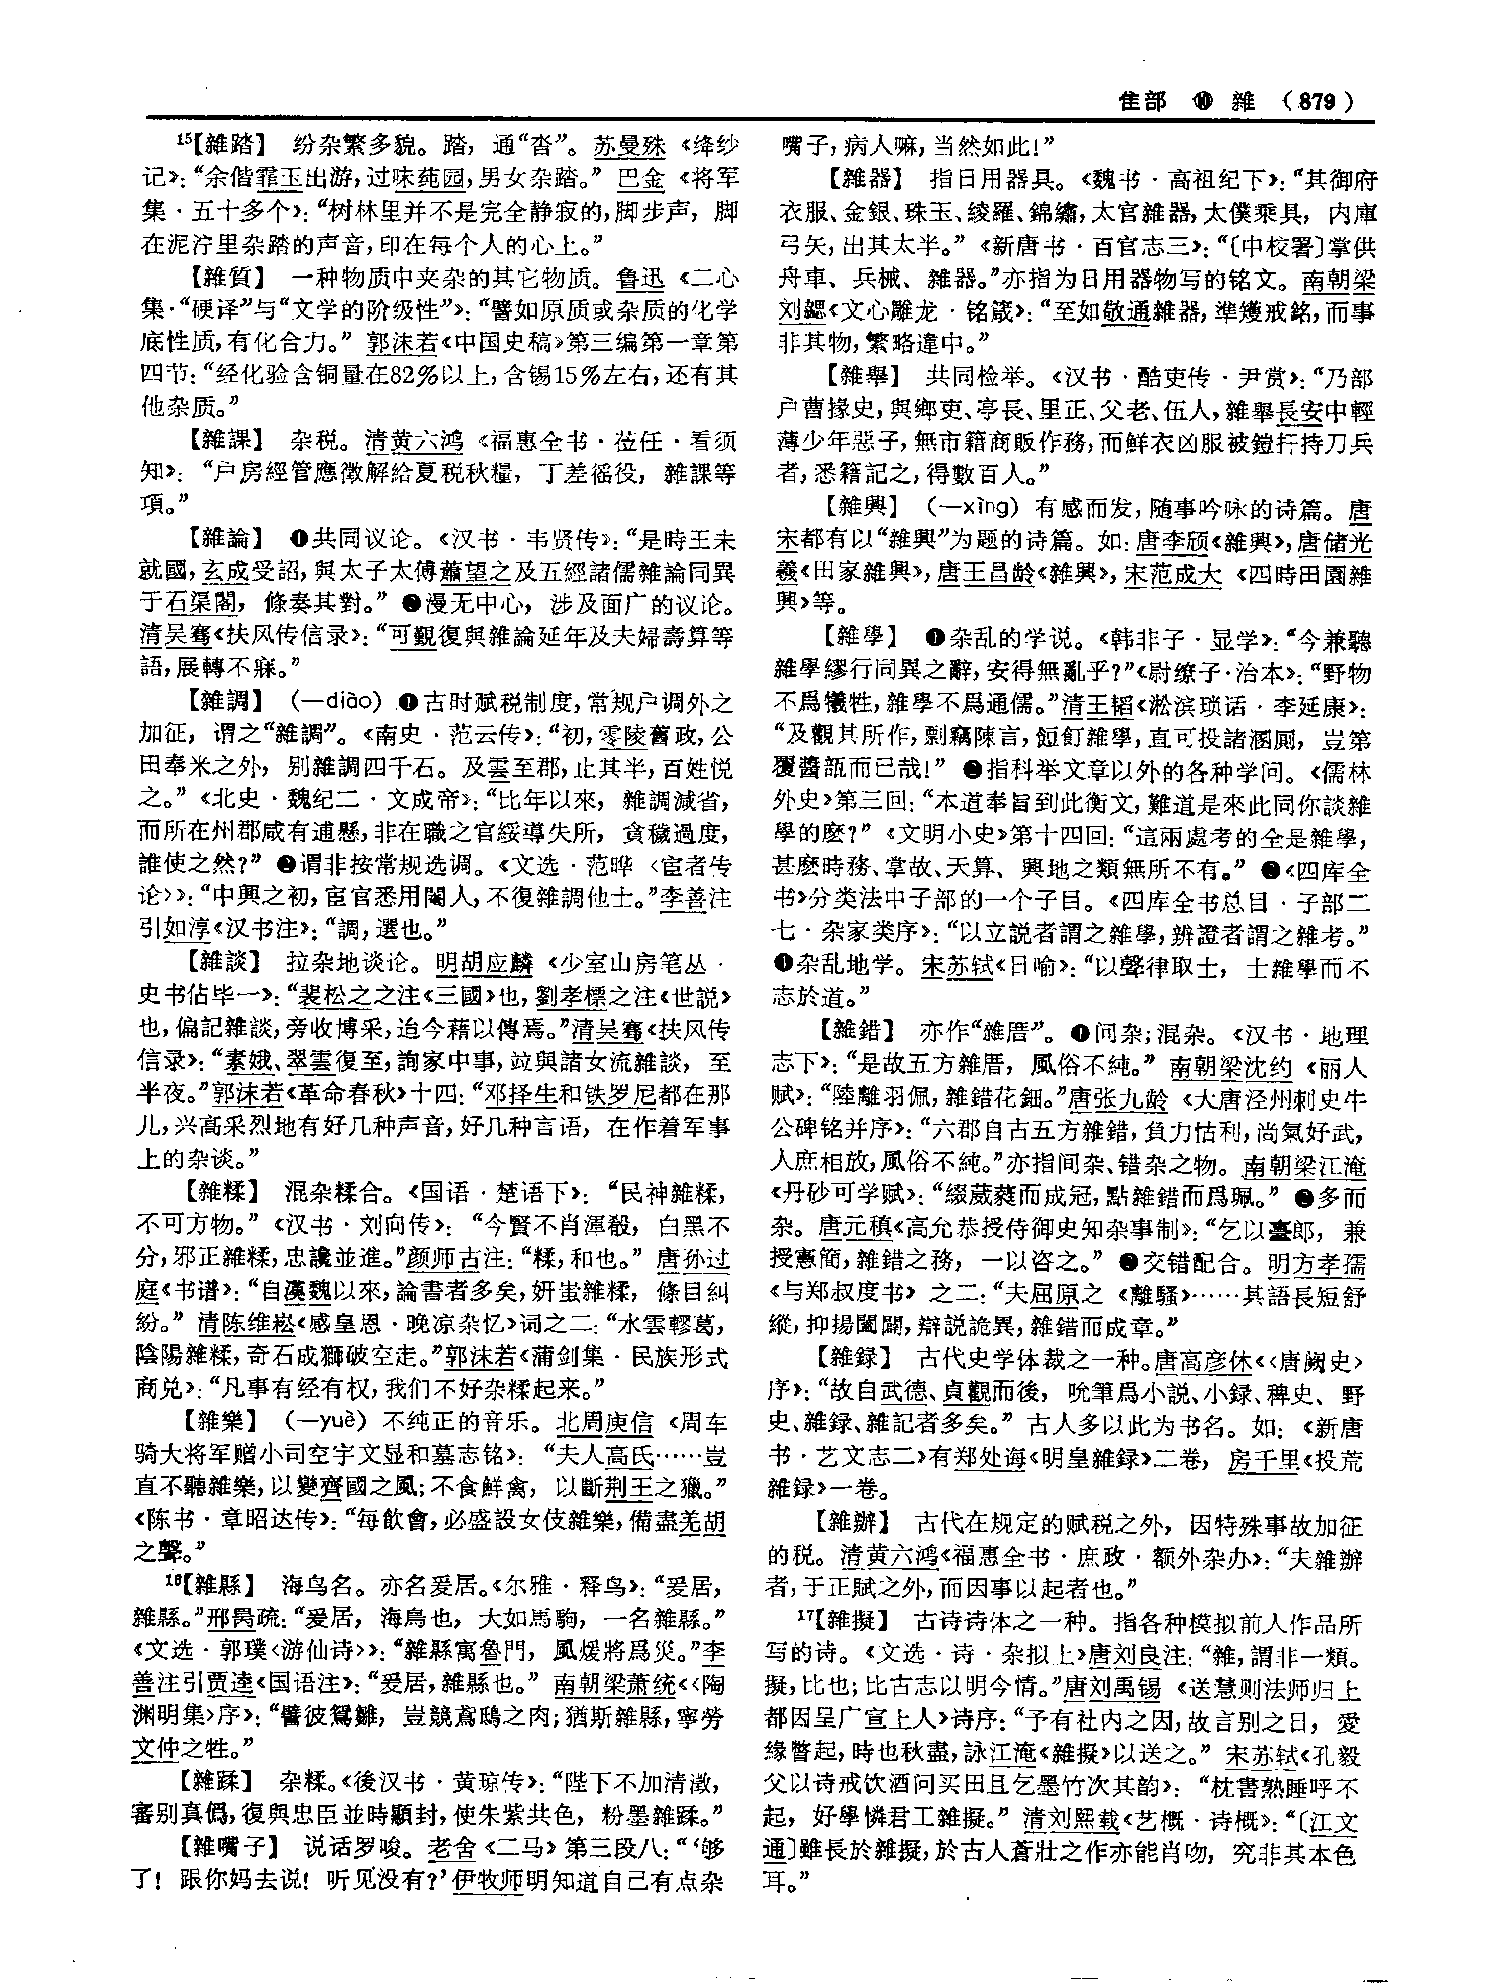 隹部 ⑩ 雜 （879）
15【雜踏】 纷杂繁多貌。踏，通“沓”。苏曼殊《绛纱
记》：“余偕霏玉出游，过味莼园，男女杂踏。” 巴金《将军
集·五十多个》：“树林里并不是完全静寂的，脚步声，脚
在泥泞里杂踏的声音，印在每个人的心上。”
【雜質】 一种物质中夹杂的其它物质。鲁迅《二心
集·“硬译”与“文学的阶级性”》：“譬如原质或杂质的化学
底性质，有化合力。” 郭沫若《中国史稿》第三编第一章第
四节：“经化验含铜量在82％以上，含锡15％左右，还有其
他杂质。”
【雜課】 杂税。清黄六鸿《福惠全书·莅任·看须
知》：“户房經管應徵解給夏税秋糧，丁差徭役，雜課等
項。”
【雜論】 ❶共同议论。《汉书·韦贤传》：“是時王未
就國，玄成受詔，與太子太傅蕭望之及五經諸儒雜論同異
于石渠閣，條奏其對。” ❷漫无中心，涉及面广的议论。
清吴骞《扶风传信录》：“可觀復與雜論延年及夫婦壽算等
語，展轉不寐。”
【雜調】 （—diào）❶古时赋税制度，常规户调外之
加征，谓之“雜調”。《南史·范云传》：“初，零陵舊政，公
田奉米之外，别雜調四千石。及雲至郡，止其半，百姓悦
之。”《北史·魏纪二·文成帝》：“比年以來，雜調減省，
而所在州郡咸有逋懸，非在職之官綏導失所，貪穢過度，
誰使之然？” ❷谓非按常规选调。《文选·范晔〈宦者传
论〉》：“中興之初，宦官悉用閹人，不復雜調他士。”李善注
引如淳《汉书注》：“調，選也。”
【雜談】 拉杂地谈论。明胡应麟《少室山房笔丛·
史书佔毕一》：“裴松之之注《三國》也，劉孝標之注《世説》
也，偏記雜談，旁收博采，迨今藉以傳焉。”清吴骞《扶风传
信录》：“素娥、翠雲復至，詢家中事，竝與諸女流雜談，至
半夜。”郭沫若《革命春秋》十四：“邓择生和铁罗尼都在那
儿，兴高采烈地有好几种声音，好几种言语，在作着军事
上的杂谈。”
【雜糅】 混杂糅合。《国语·楚语下》：“民神雜糅，
不可方物。”《汉书·刘向传》：“今賢不肖渾殽，白黑不
分，邪正雜糅，忠讒並進。”颜师古注：“糅，和也。” 唐孙过
庭《书谱》：“自漢魏以來，論書者多矣，妍蚩雜糅，條目糾
紛。” 清陈维崧《感皇恩·晚凉杂忆》词之二：“水雲轇葛，
陰陽雜糅，奇石成獅破空走。”郭沫若《蒲剑集·民族形式
商兑》：“凡事有经有权，我们不好杂糅起来。”
【雜樂】 （—yuè）不纯正的音乐。北周庾信《周车
骑大将军赠小司空宇文显和墓志铭》：“夫人高氏……豈
直不聽雜樂，以變齊國之風；不食鮮禽，以斷荆王之獵。”
《陈书·章昭达传》：“每飲會，必盛設女伎雜樂，備盡羌胡
之聲。”
16【雜縣】 海鸟名。亦名爰居。《尔雅·释鸟》：“爰居，
雜縣。”邢昺疏：“爰居，海鳥也，大如馬駒，一名雜縣。”
《文选·郭璞〈游仙诗〉》：“雜縣寓魯門，風煖將爲災。”李
善注引贾逵《国语注》：“爰居，雜縣也。” 南朝梁萧统《〈陶
渊明集〉序》：“譬彼鴛雛，豈競鳶鴟之肉；猶斯雜縣，寧勞
文仲之牲。”
【雜蹂】 杂糅。《後汉书·黄琼传》：“陛下不加清澂，
審别真僞，復與忠臣並時顯封，使朱紫共色，粉墨雜蹂。”
【雜嘴子】 说话罗唆。老舍《二马》第三段八：“‘够
了！跟你妈去说！听见没有？’伊牧师明知道自己有点杂
嘴子，病人嘛，当然如此！”
【雜器】 指日用器具。《魏书·高祖纪下》：“其御府
衣服、金銀、珠玉、綾羅、錦繡，太官雜器，太僕乘具，内庫
弓矢，出其太半。”《新唐书·百官志三》：“〔中校署〕掌供
舟車、兵械、雜器。”亦指为日用器物写的铭文。南朝梁
刘勰《文心雕龙·铭箴》：“至如敬通雜器，準矱戒銘，而事
非其物，繁略違中。”
【雜舉】 共同检举。《汉书·酷吏传·尹赏》：“乃部
户曹掾史，與鄉吏、亭長、里正、父老、伍人，雜舉長安中輕
薄少年惡子，無市籍商販作務，而鮮衣凶服被鎧扞持刀兵
者，悉籍記之，得數百人。”
【雜興】 （—xìng）有感而发，随事吟咏的诗篇。唐
宋都有以“雜興”为题的诗篇。如：唐李颀《雜興》，唐储光
羲《田家雜興》，唐王昌龄《雜興》，宋范成大《四時田園雜
興》等。
【雜學】 ❶杂乱的学说。《韩非子·显学》：“今兼聽
雜學繆行同異之辭，安得無亂乎？”《尉缭子·治本》：“野物
不爲犧牲，雜學不爲通儒。”清王韬《淞滨琐话·李延康》：
“及觀其所作，剽竊陳言，餖飣雜學，直可投諸溷厠，豈第
覆醬瓿而已哉！” ❷指科举文章以外的各种学问。《儒林
外史》第三回：“本道奉旨到此衡文，難道是來此同你談雜
學的麽？”《文明小史》第十四回：“這兩處考的全是雜學，
甚麽時務、掌故、天算、輿地之類無所不有。” ❸《四库全
书》分类法中子部的一个子目。《四库全书总目·子部二
七·杂家类序》：“以立説者謂之雜學，辨證者謂之雜考。”
❹杂乱地学。宋苏轼《日喻》：“以聲律取士，士雜學而不
志於道。”
【雜錯】 亦作“雜厝”。❶间杂；混杂。《汉书·地理
志下》：“是故五方雜厝，風俗不純。” 南朝梁沈约《丽人
赋》：“陸離羽佩，雜錯花鈿。”唐张九龄《大唐泾州刺史牛
公碑铭并序》：“六郡自古五方雜錯，負力怙利，尚氣好武，
人庶相放，風俗不純。”亦指间杂、错杂之物。南朝梁江淹
《丹砂可学赋》：“綴葳蕤而成冠，點雜錯而爲珮。” ❷多而
杂。唐元稹《高允恭授侍御史知杂事制》：“乞以臺郎，兼
授憲簡，雜錯之務，一以咨之。” ❸交错配合。明方孝孺
《与郑叔度书》之二：“夫屈原之《離騷》……其語長短舒
縱，抑揚闔闢，辯説詭異，雜錯而成章。”
【雜録】 古代史学体裁之一种。唐高彦休《〈唐阙史〉
序》：“故自武德、貞觀而後，吮筆爲小説、小録、稗史、野
史、雜録、雜記者多矣。” 古人多以此为书名。如：《新唐
书·艺文志二》有郑处诲《明皇雜録》二卷，房千里《投荒
雜録》一卷。
【雜辦】 古代在规定的赋税之外，因特殊事故加征
的税。清黄六鸿《福惠全书·庶政·额外杂办》：“夫雜辦
者，于正賦之外，而因事以起者也。”
17【雜擬】 古诗诗体之一种。指各种模拟前人作品所
写的诗。《文选·诗·杂拟上》唐刘良注：“雜，謂非一類。
擬，比也；比古志以明今情。”唐刘禹锡《送慧则法师归上
都因呈广宣上人》诗序：“予有社内之因，故言别之日，愛
緣瞥起，時也秋盡，詠江淹《雜擬》以送之。” 宋苏轼《孔毅
父以诗戒饮酒问买田且乞墨竹次其韵》：“枕書熟睡呼不
起，好學憐君工雜擬。” 清刘熙载《艺概·诗概》：“〔江文
通〕雖長於雜擬，於古人蒼壯之作亦能肖吻，究非其本色
耳。”